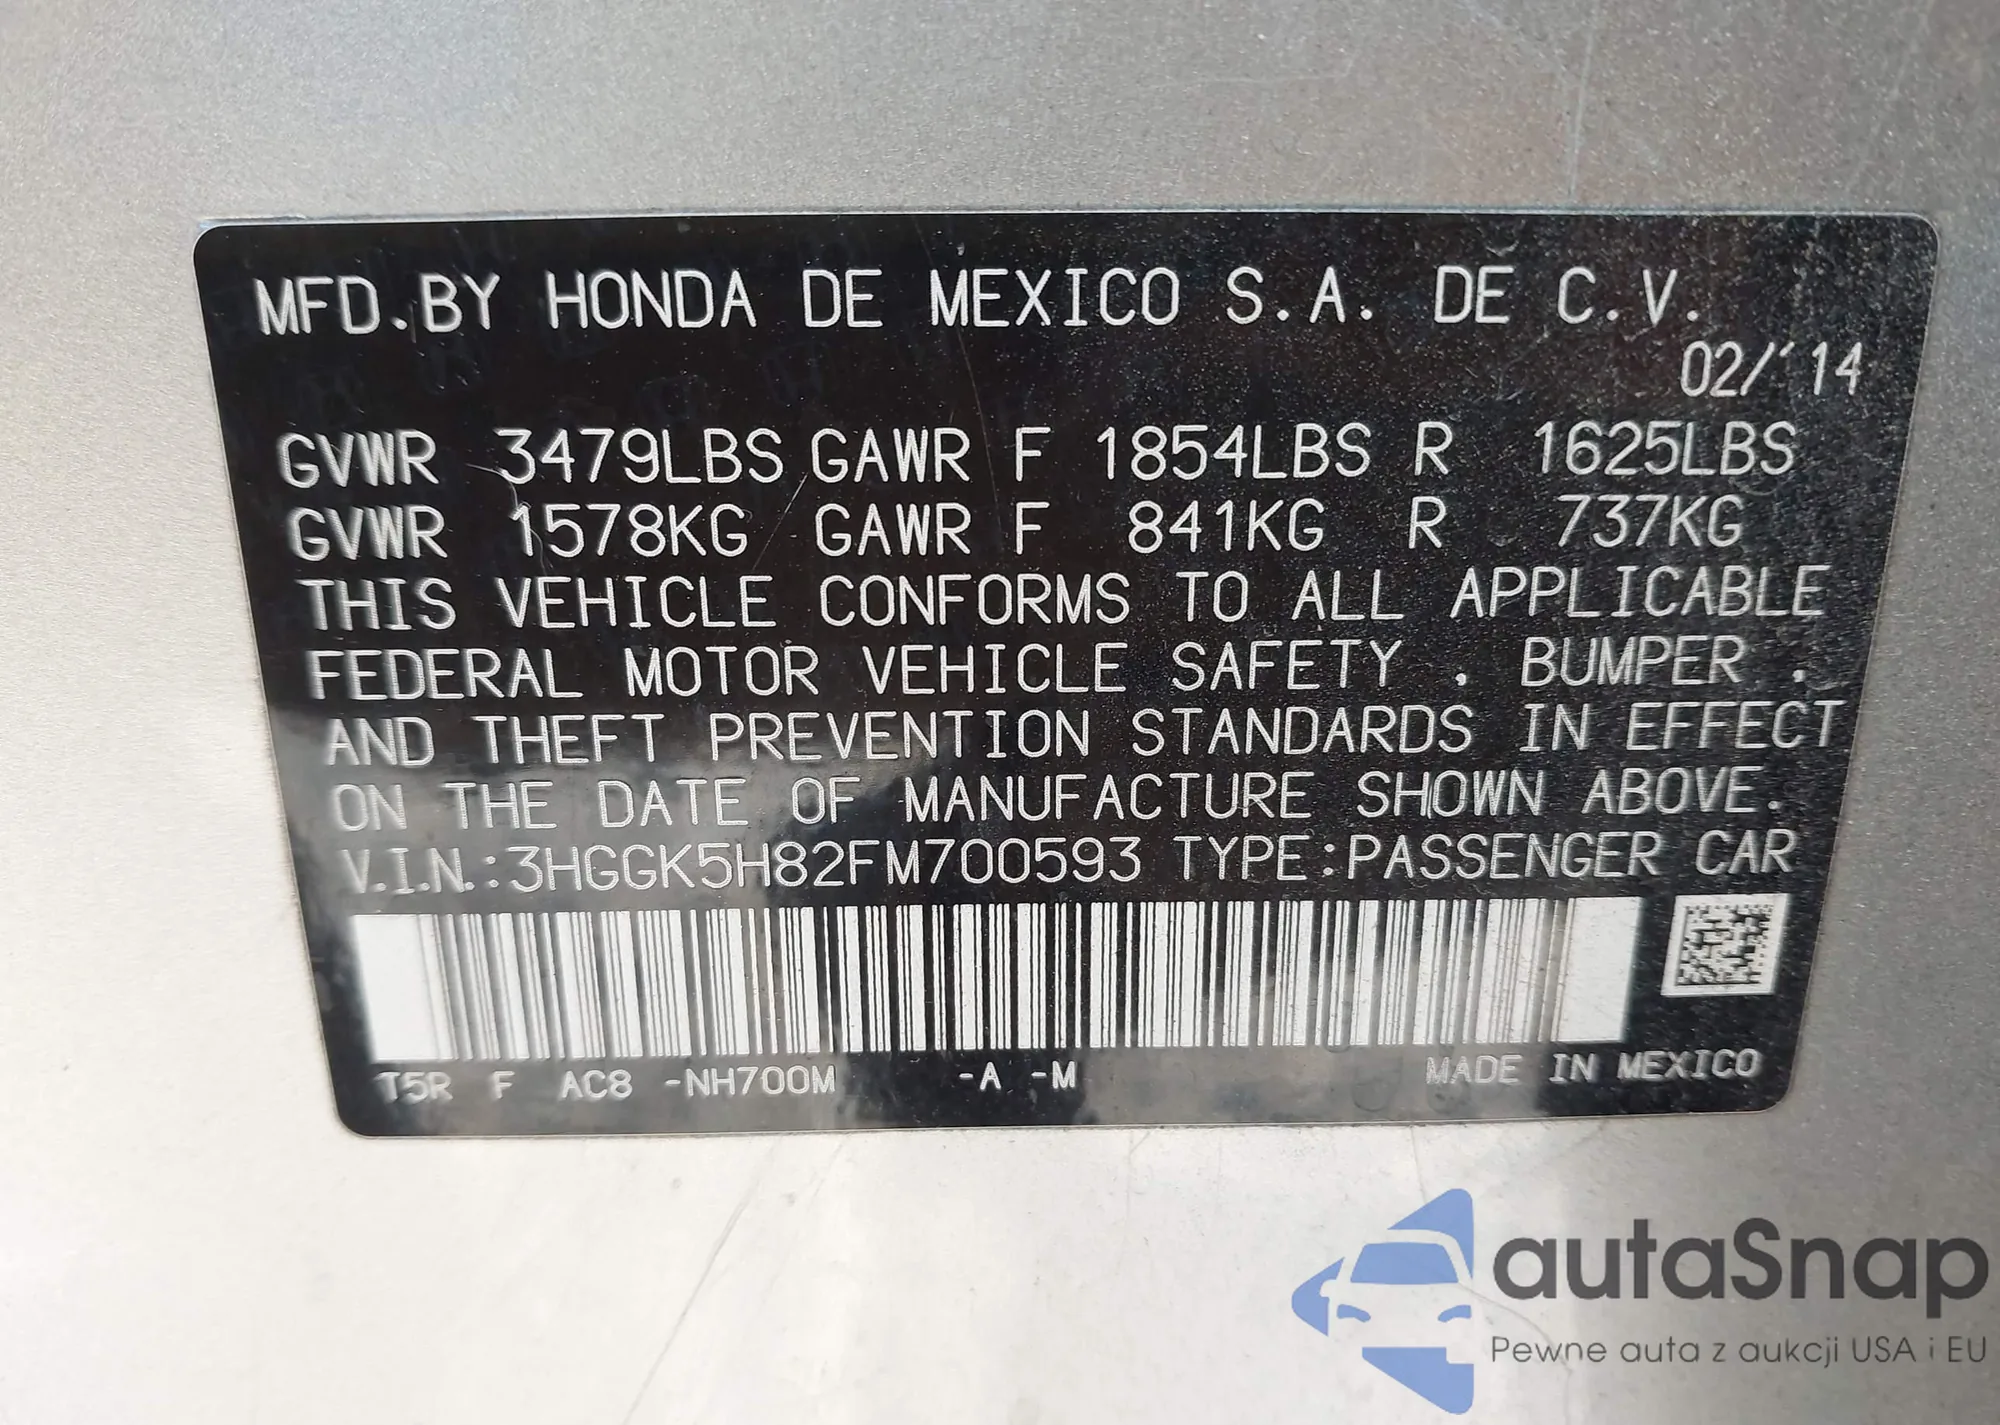 MFD.BY HONDA DE MEXICO S.A. DE C.V.
02/'14
GVWR 3479LBS GAWR F 1854LBS R 1625LBS
GVWR 1578KG GAWR F 841KG R 737KG
THIS VEHICLE CONFORMS TO ALL APPLICABLE
FEDERAL MOTOR VEHICLE SAFETY . BUMPER .
AND THEFT PREVENTION STANDARDS IN EFFECT
ON THE DATE OF MANUFACTURE SHOWN ABOVE.
V.I.N.:3HGGK5H82FM700593 TYPE:PASSENGER CAR
T5R F AC8 -NH700M -A -M MADE IN MEXICO
autaSnap
Pewne auta z aukcji USA i EU